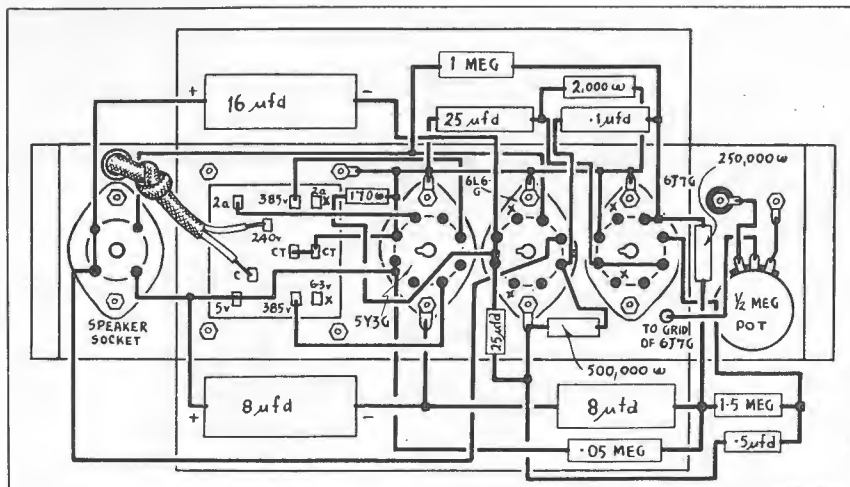 1 MEG
2,000 ω
+ 16 μfd -
25 μfd
.1 μfd
250,000 ω
6L6-G
6J7G
2a
385v
2a
X
170 ω
X
X
240v
CT
CT
C
X
X
5v
385v
6·3v
X
SPEAKER
SOCKET
5Y3G
25 μfd
TO GRID
OF 6J7G
½ MEG
POT
500,000 ω
+ 8 μfd -
8 μfd
1·5 MEG
·05 MEG
·5 μfd